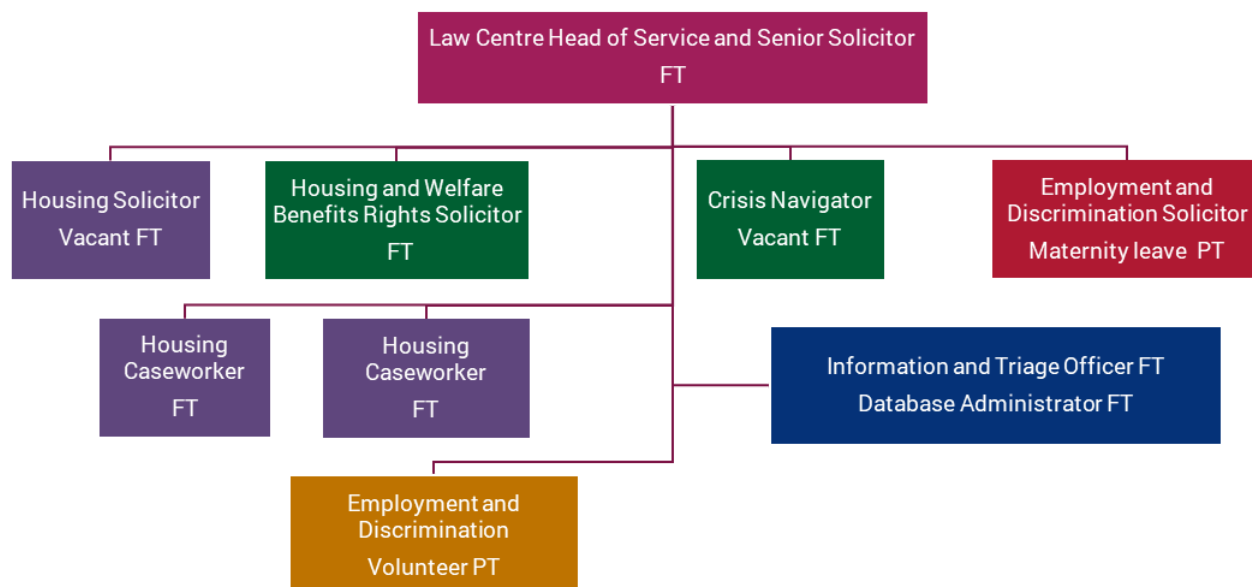 Law Centre Head of Service and Senior Solicitor
FT
Housing Solicitor
Vacant FT
Housing and Welfare
Benefits Rights Solicitor
FT
Crisis Navigator
Vacant FT
Employment and
Discrimination Solicitor
Maternity leave PT
Housing
Caseworker
FT
Housing
Caseworker
FT
Information and Triage Officer FT
Database Administrator FT
Employment and
Discrimination
Volunteer PT